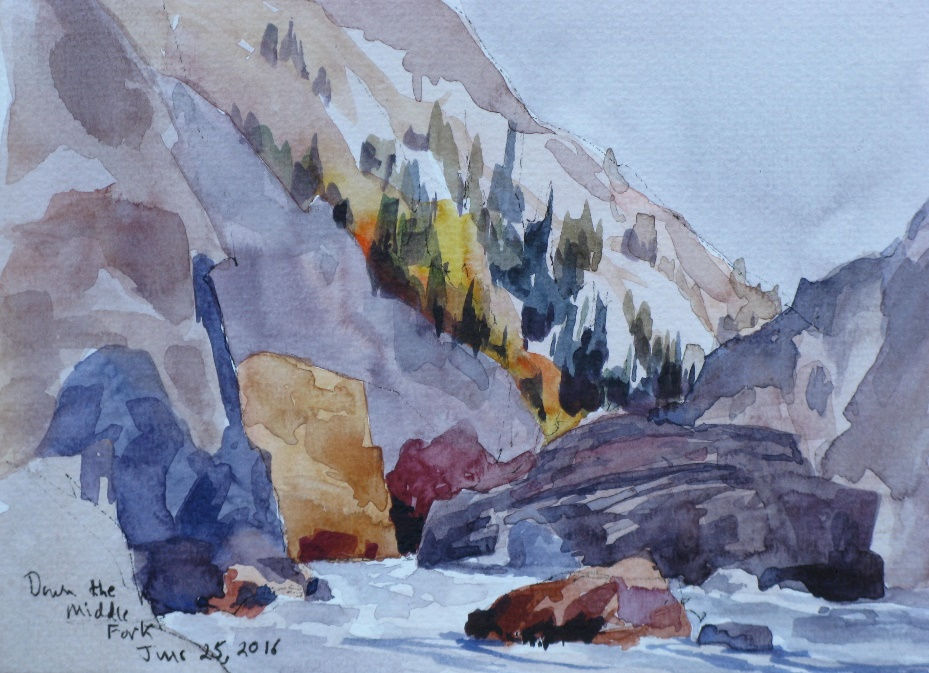 Down the
Middle
Fork
June 25, 2016